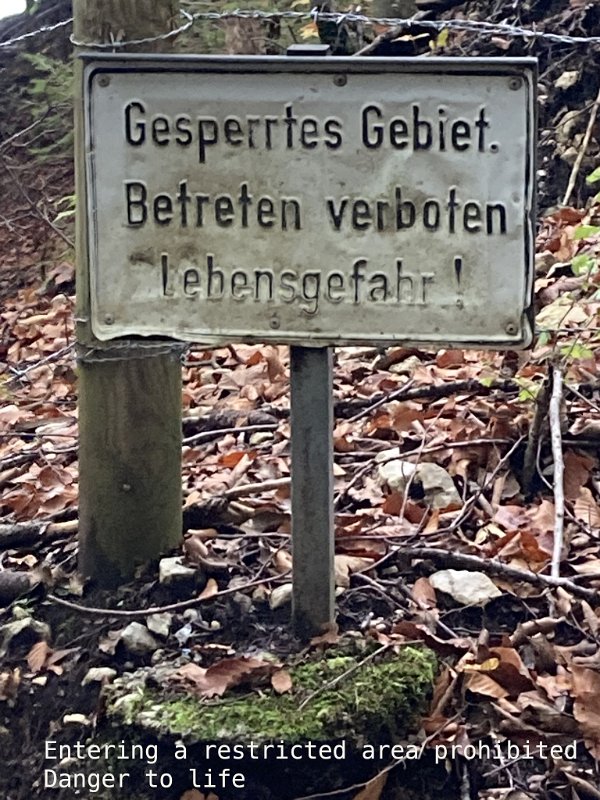 Gesperrtes Gebiet.
Betreten verboten
Lebensgefahr!
Entering a restricted area prohibited
Danger to life